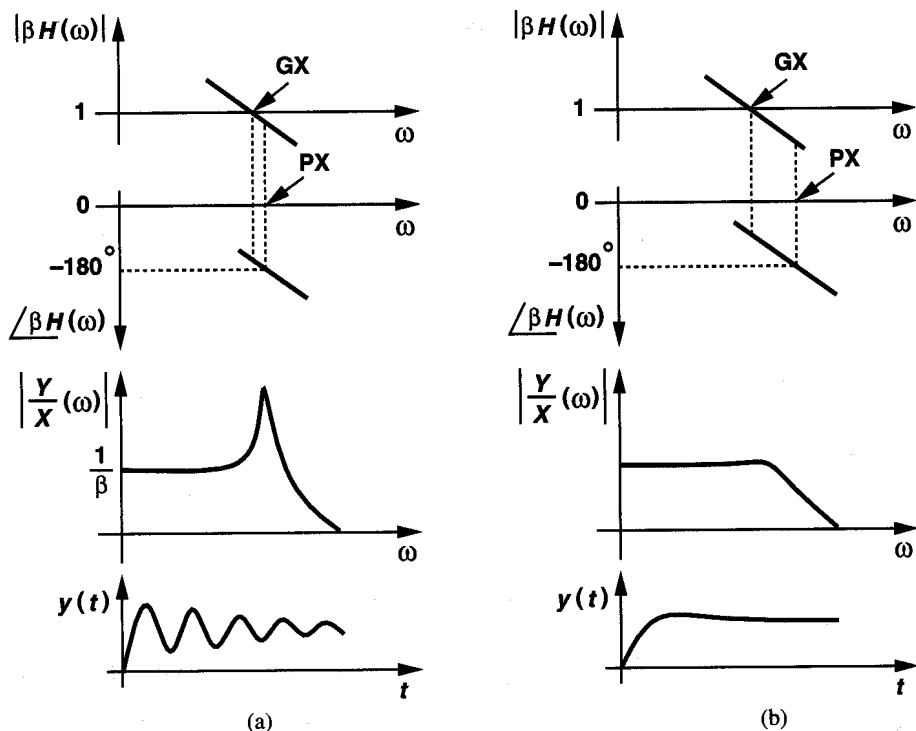 |βH(ω)|
GX
1
ω
PX
0
ω
−180°
∠βH(ω)
|Y/X (ω)|
1/β
ω
y(t)
t
(a)
|βH(ω)|
GX
1
ω
PX
0
ω
−180°
∠βH(ω)
|Y/X (ω)|
ω
y(t)
t
(b)